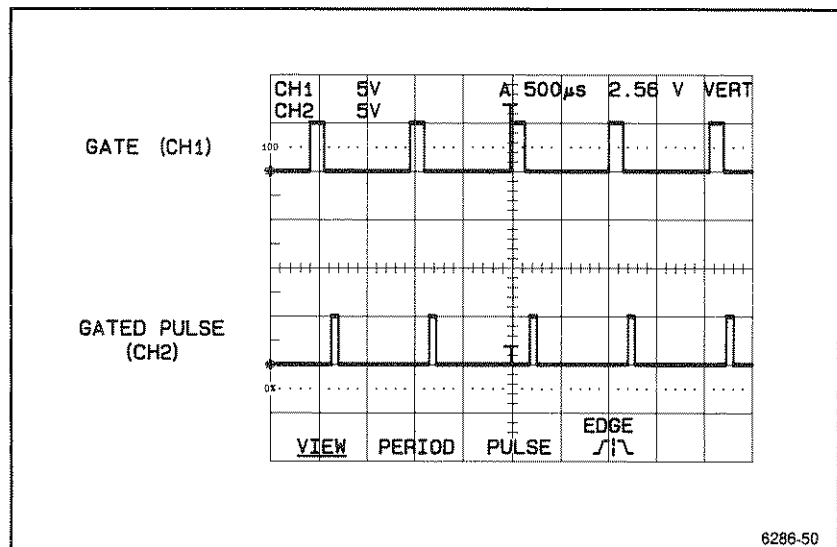 CH1 5V A 500µs 2.56 V VERT
CH2 5V
GATE (CH1)
100
GATED PULSE
(CH2)
0%
EDGE
VIEW PERIOD PULSE
6286-50